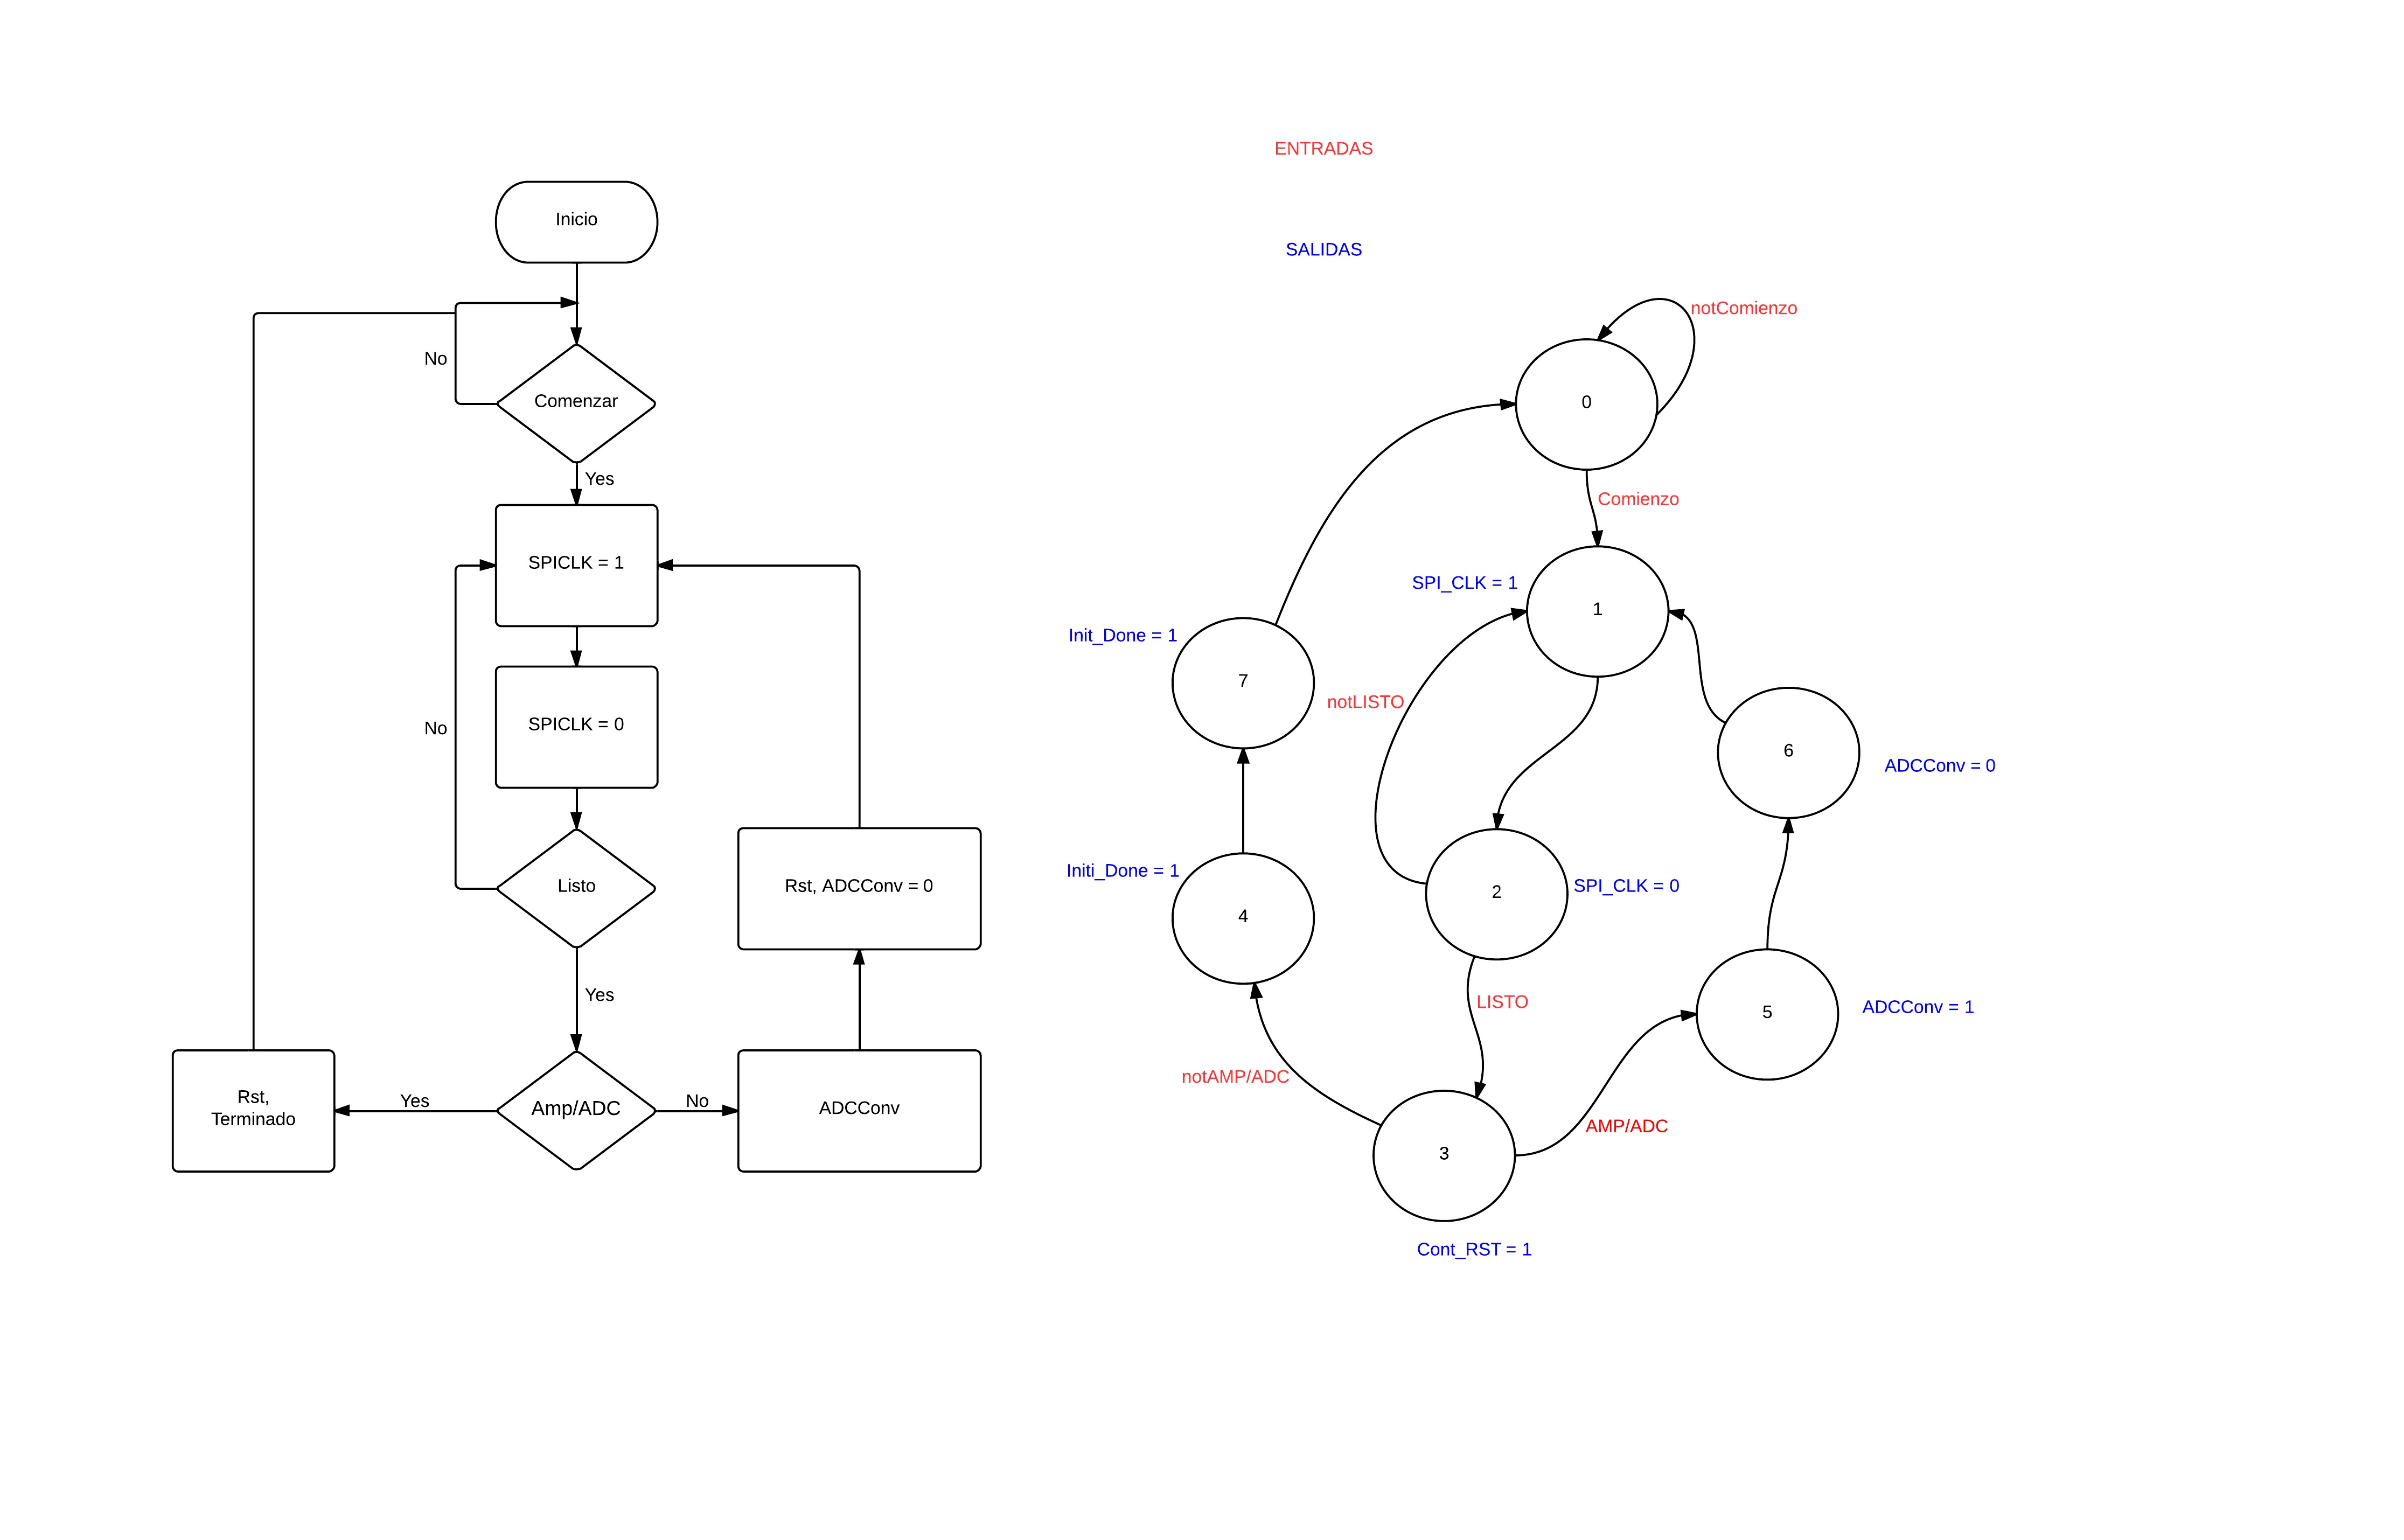 Inicio
No
Comenzar
Yes
SPICLK = 1
SPICLK = 0
No
Listo
Rst, ADCConv = 0
Yes
Rst,
Terminado
Yes
Amp/ADC
No
ADCConv
ENTRADAS
SALIDAS
notComienzo
0
Comienzo
SPI_CLK = 1
1
Init_Done = 1
7
notLISTO
6
ADCConv = 0
Initi_Done = 1
4
2
SPI_CLK = 0
LISTO
5
ADCConv = 1
notAMP/ADC
AMP/ADC
3
Cont_RST = 1